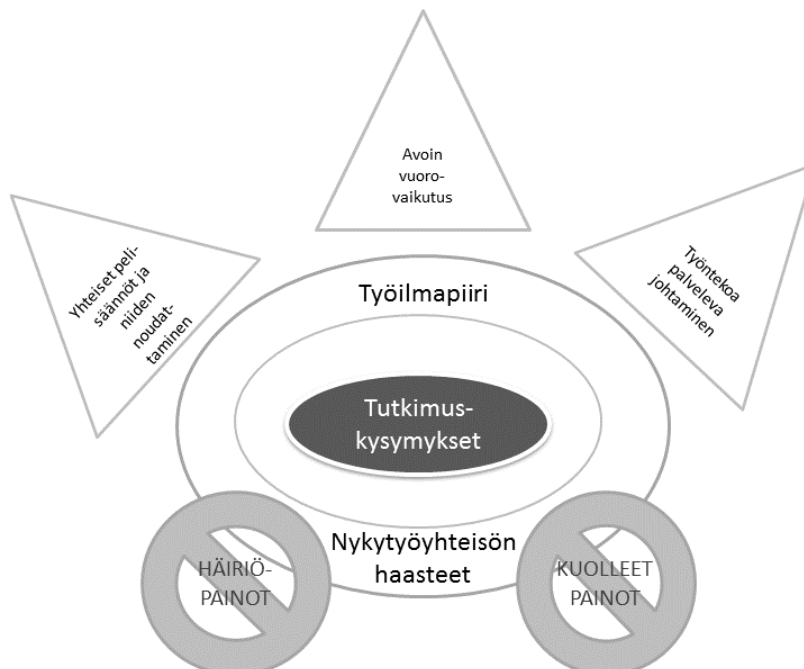 Avoin
vuoro-
vaikutus
Yhteiset peli-
säännöt ja
niiden
noudat-
taminen
Työntekoa
palveleva
johtaminen
Työilmapiiri
Tutkimus-
kysymykset
Nykytyöyhteisön
haasteet
HÄIRIÖ-
PAINOT
KUOLLEET
PAINOT